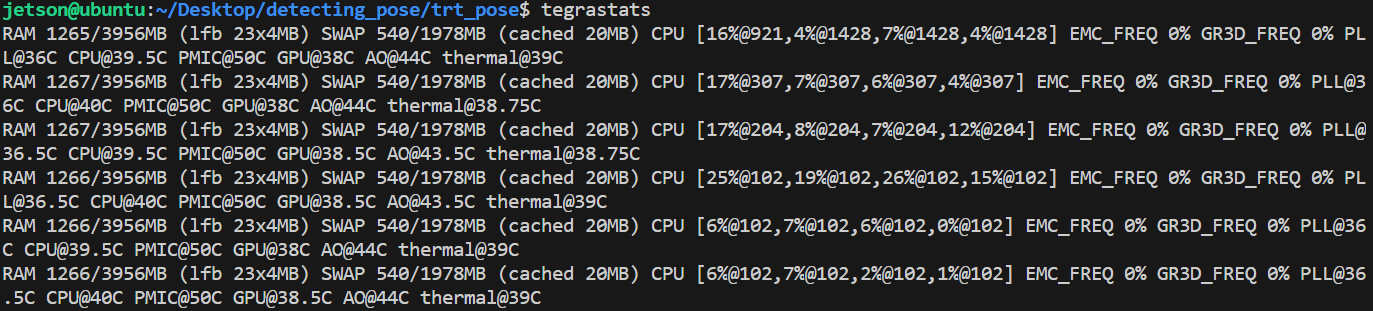 jetson@ubuntu:~/Desktop/detecting_pose/trt_pose$ tegrastats
RAM 1265/3956MB (lfb 23x4MB) SWAP 540/1978MB (cached 20MB) CPU [16%@921,4%@1428,7%@1428,4%@1428] EMC_FREQ 0% GR3D_FREQ 0% PL
L@36C CPU@39.5C PMIC@50C GPU@38C AO@44C thermal@39C
RAM 1267/3956MB (lfb 23x4MB) SWAP 540/1978MB (cached 20MB) CPU [17%@307,7%@307,6%@307,4%@307] EMC_FREQ 0% GR3D_FREQ 0% PLL@3
6C CPU@40C PMIC@50C GPU@38C AO@44C thermal@38.75C
RAM 1267/3956MB (lfb 23x4MB) SWAP 540/1978MB (cached 20MB) CPU [17%@204,8%@204,7%@204,12%@204] EMC_FREQ 0% GR3D_FREQ 0% PLL@
36.5C CPU@39.5C PMIC@50C GPU@38.5C AO@43.5C thermal@38.75C
RAM 1266/3956MB (lfb 23x4MB) SWAP 540/1978MB (cached 20MB) CPU [25%@102,19%@102,26%@102,15%@102] EMC_FREQ 0% GR3D_FREQ 0% PL
L@36.5C CPU@40C PMIC@50C GPU@38.5C AO@43.5C thermal@39C
RAM 1266/3956MB (lfb 23x4MB) SWAP 540/1978MB (cached 20MB) CPU [6%@102,7%@102,6%@102,0%@102] EMC_FREQ 0% GR3D_FREQ 0% PLL@36
C CPU@39.5C PMIC@50C GPU@38C AO@44C thermal@39C
RAM 1266/3956MB (lfb 23x4MB) SWAP 540/1978MB (cached 20MB) CPU [6%@102,7%@102,2%@102,1%@102] EMC_FREQ 0% GR3D_FREQ 0% PLL@36
.5C CPU@40C PMIC@50C GPU@38.5C AO@44C thermal@39C